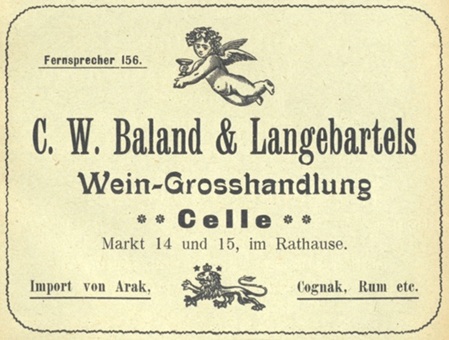 Fernsprecher 156.
C. W. Baland & Langebartels
Wein-Grosshandlung
Celle
Markt 14 und 15, im Rathause.
Import von Arak, Cognak, Rum etc.